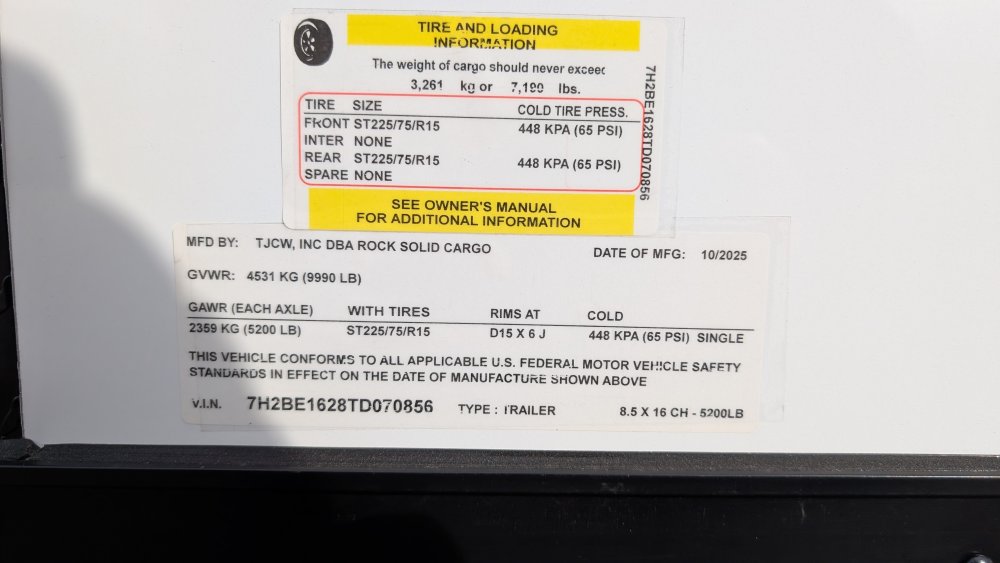 TIRE AND LOADING
INFORMATION
The weight of cargo should never exceed
3,261 kg or 7,190 lbs.
TIRE SIZE COLD TIRE PRESS.
FRONT ST225/75/R15 448 KPA (65 PSI)
INTER NONE
REAR ST225/75/R15 448 KPA (65 PSI)
SPARE NONE
SEE OWNER'S MANUAL
FOR ADDITIONAL INFORMATION
7H2BE1628TD070856
MFD BY: TJCW, INC DBA ROCK SOLID CARGO DATE OF MFG: 10/2025
GVWR: 4531 KG (9990 LB)
GAWR (EACH AXLE) WITH TIRES RIMS AT COLD
2359 KG (5200 LB) ST225/75/R15 D15 X 6 J 448 KPA (65 PSI) SINGLE
THIS VEHICLE CONFORMS TO ALL APPLICABLE U.S. FEDERAL MOTOR VEHICLE SAFETY
STANDARDS IN EFFECT ON THE DATE OF MANUFACTURE SHOWN ABOVE
V.I.N. 7H2BE1628TD070856 TYPE : TRAILER 8.5 X 16 CH - 5200LB